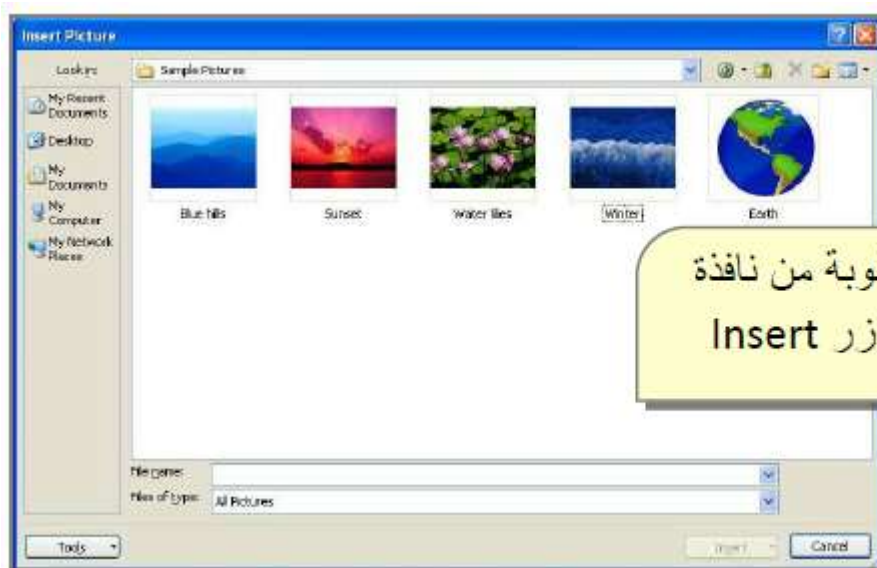 Insert Picture
Look in:
Sample Pictures
My Recent
Documents
Desktop
My
Documents
My
Computer
My Network
Places
Blue hills
Sunset
Water lilies
Winter
Earth
وبة من نافذة
زر Insert
File name:
Files of type:
All Pictures
Tools
Insert
Cancel